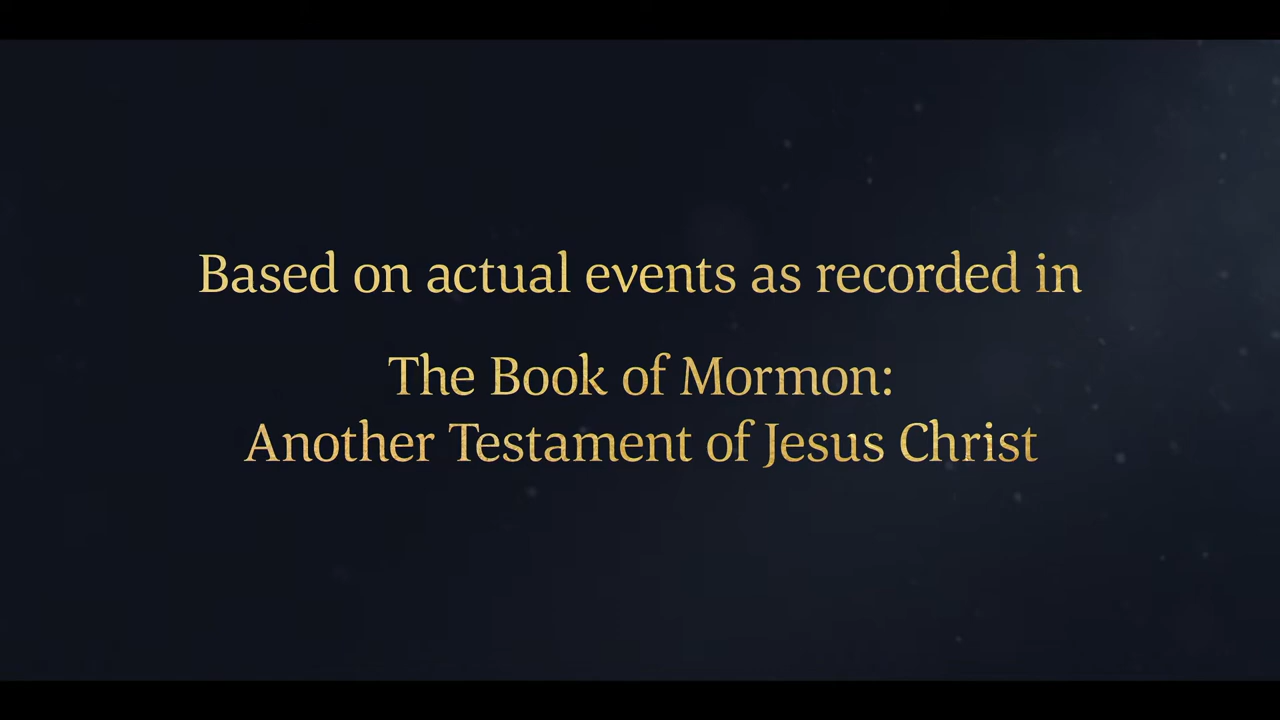 Based on actual events as recorded in
The Book of Mormon:
Another Testament of Jesus Christ